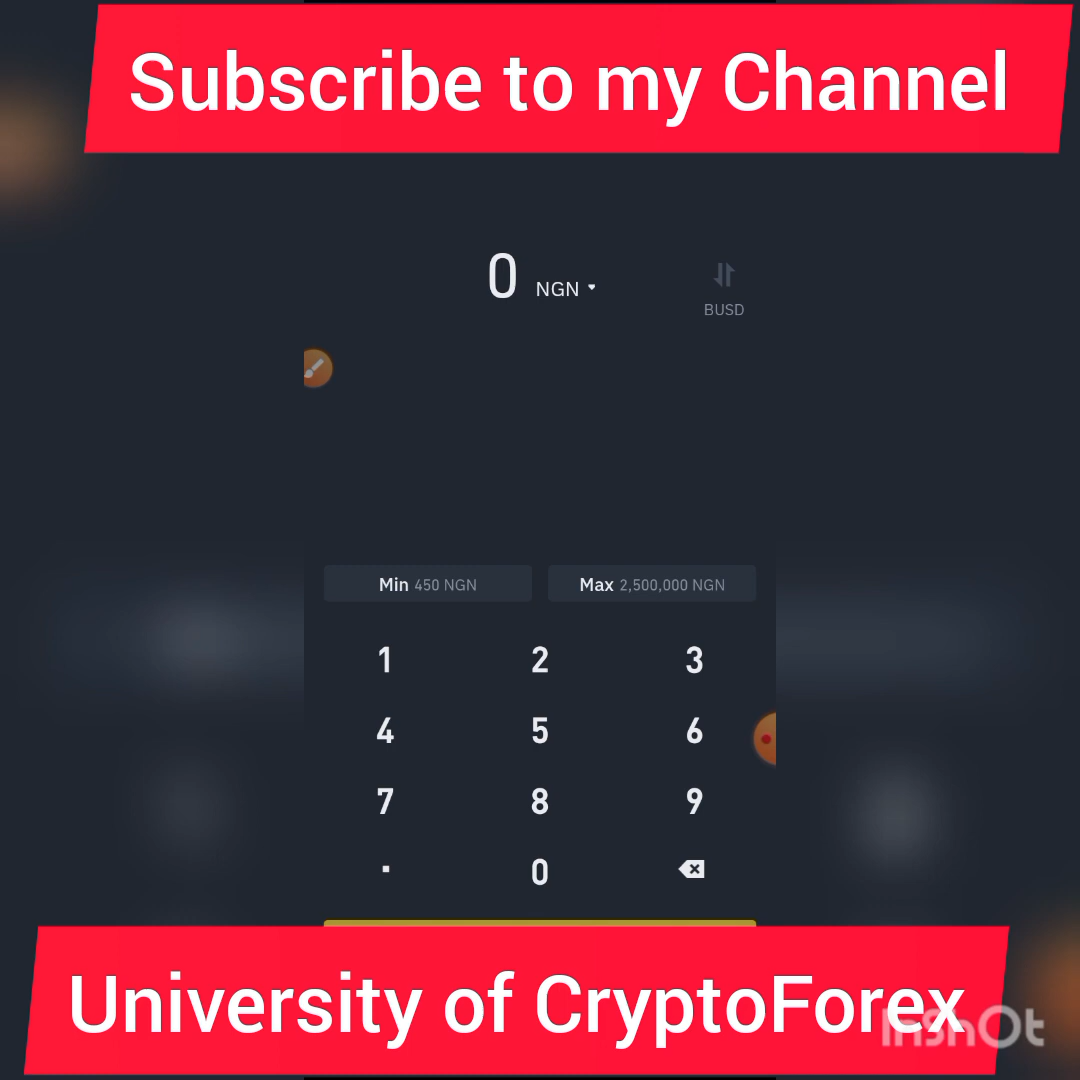 Subscribe to my Channel
0 NGN
BUSD
Min 450 NGN Max 2,500,000 NGN
1 2 3
4 5 6
7 8 9
. 0
University of CryptoForex
InShOt